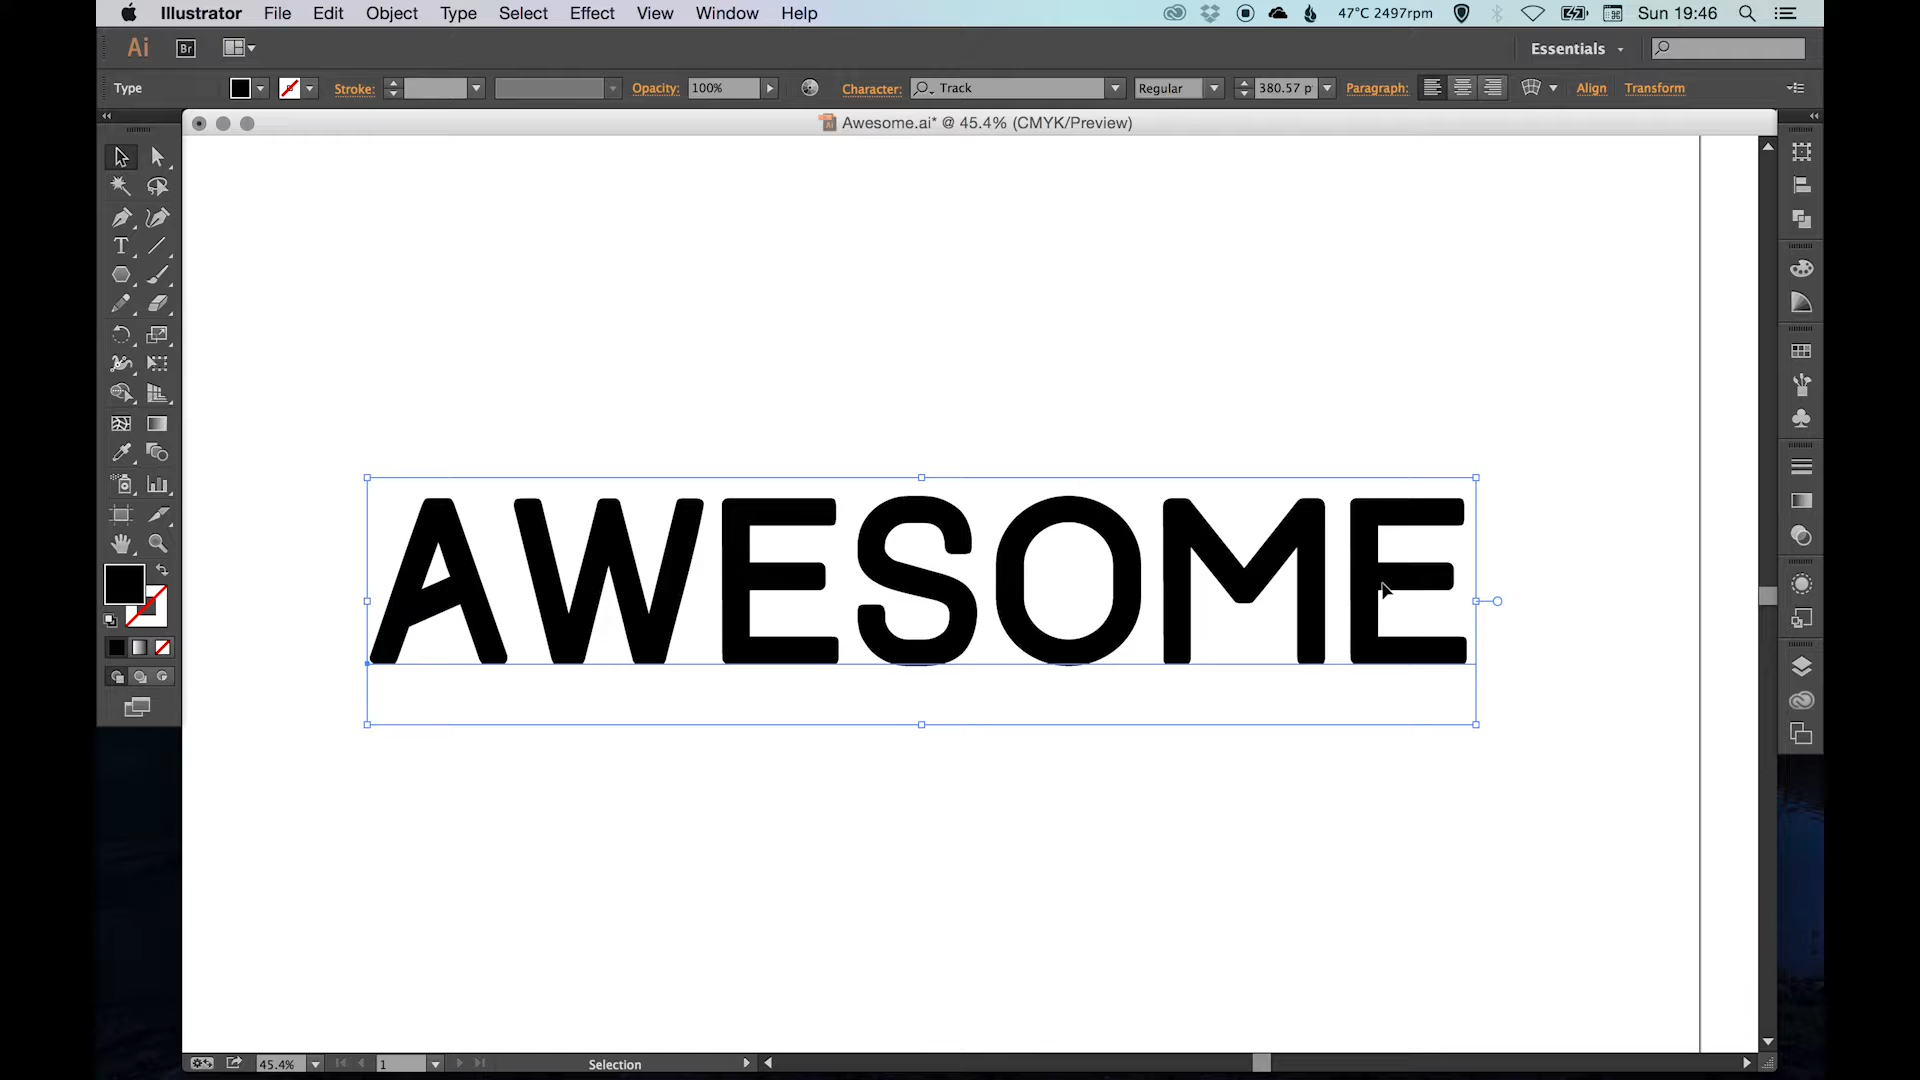 Illustrator File Edit Object Type Select Effect View Window Help 47°C 2497rpm Sun 19:46
Ai Br Essentials
Type Stroke: Opacity: 100% Character: Track Regular 380.57 p Paragraph: Align Transform
Awesome.ai* @ 45.4% (CMYK/Preview)
T
AWESOME
45.4% 1 Selection